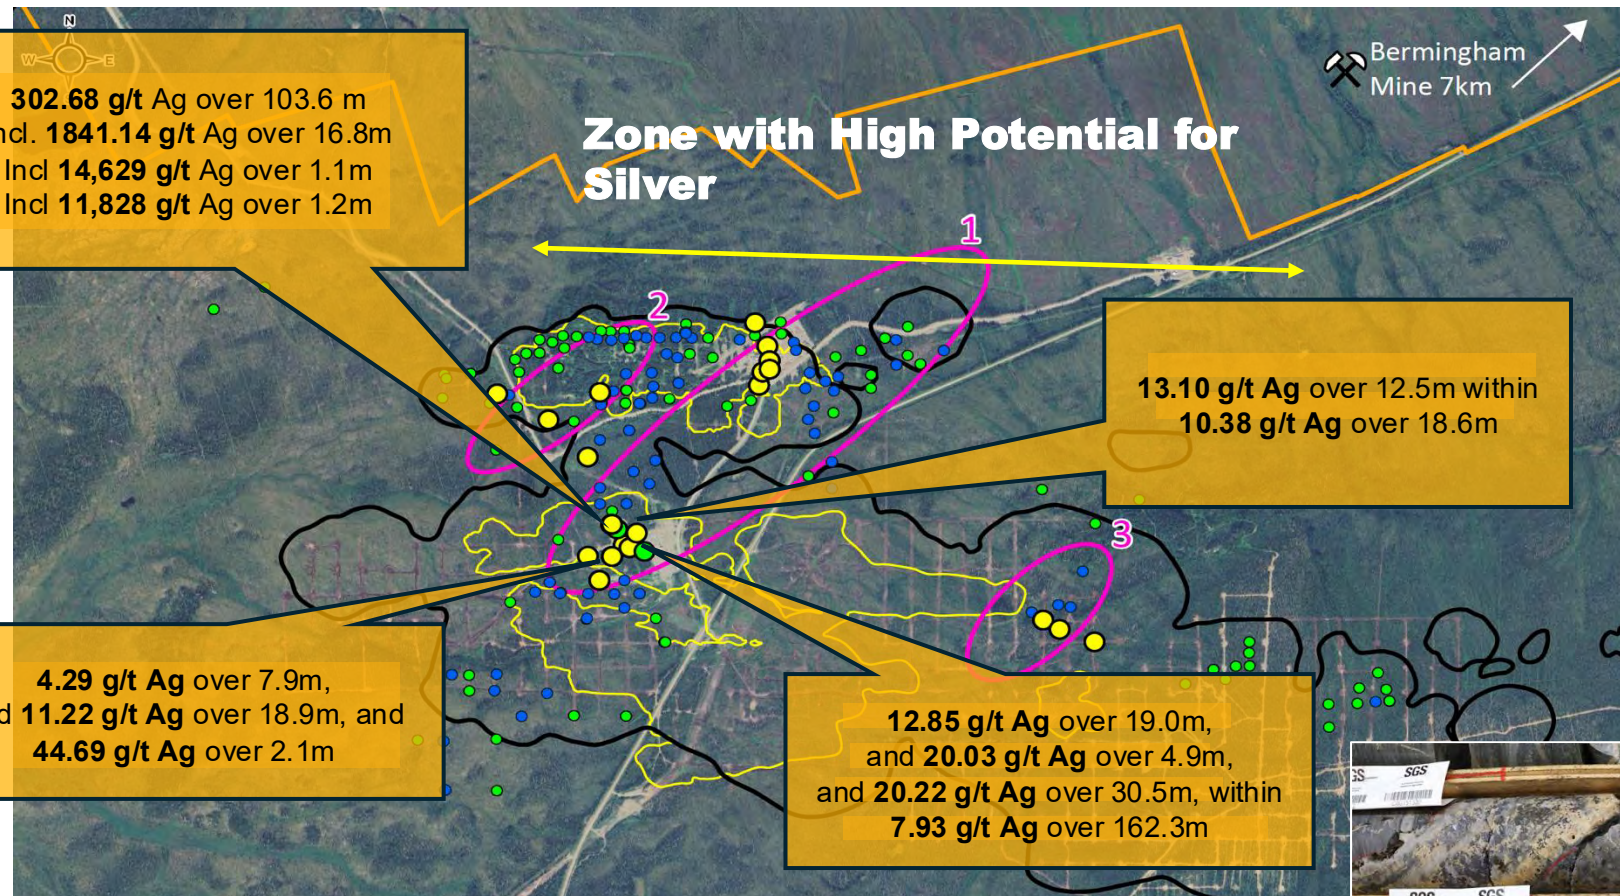 N
W
E
Bermingham
Mine 7km
302.68 g/t Ag over 103.6 m
ncl. 1841.14 g/t Ag over 16.8m
Incl 14,629 g/t Ag over 1.1m
Incl 11,828 g/t Ag over 1.2m
Zone with High Potential for
Silver
1
2
13.10 g/t Ag over 12.5m within
10.38 g/t Ag over 18.6m
3
4.29 g/t Ag over 7.9m,
d 11.22 g/t Ag over 18.9m, and
44.69 g/t Ag over 2.1m
12.85 g/t Ag over 19.0m,
and 20.03 g/t Ag over 4.9m,
and 20.22 g/t Ag over 30.5m, within
7.93 g/t Ag over 162.3m
GS
SGS
SGS